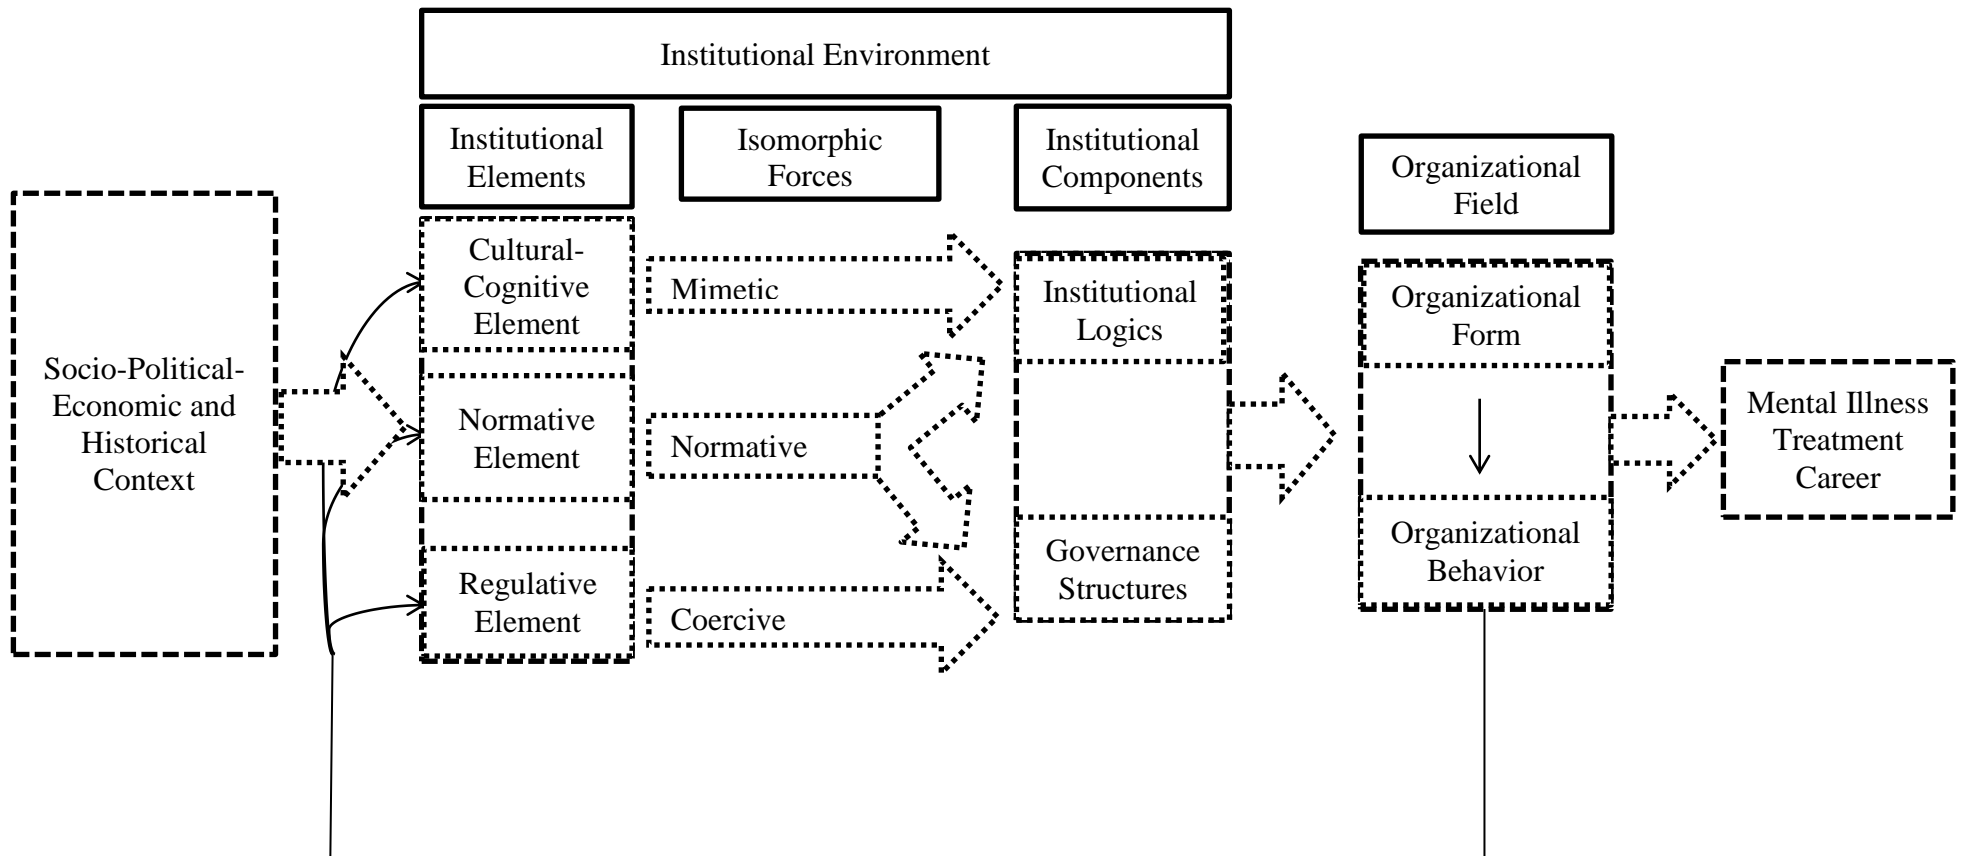 Institutional Environment
Institutional
Elements
Isomorphic
Forces
Institutional
Components
Organizational
Field
Socio-Political-
Economic and
Historical
Context
Cultural-
Cognitive
Element
Normative
Element
Regulative
Element
Mimetic
Normative
Coercive
Institutional
Logics
Governance
Structures
Organizational
Form
Organizational
Behavior
Mental Illness
Treatment
Career